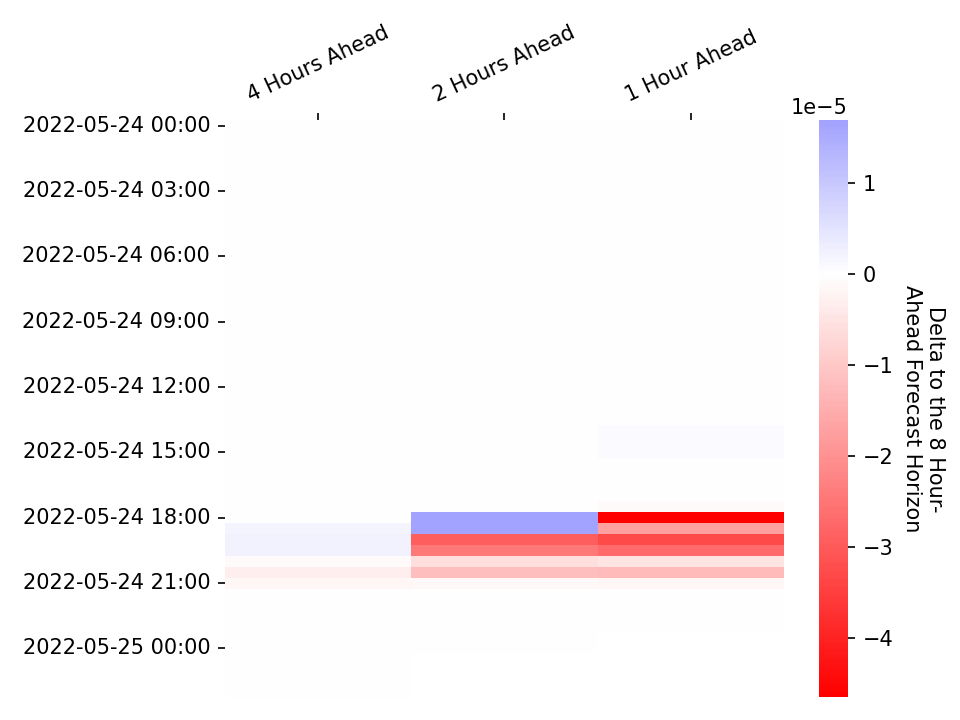 4 Hours Ahead
2 Hours Ahead
1 Hour Ahead
2022-05-24 00:00
2022-05-24 03:00
2022-05-24 06:00
2022-05-24 09:00
2022-05-24 12:00
2022-05-24 15:00
2022-05-24 18:00
2022-05-24 21:00
2022-05-25 00:00
1e−5
1
0
−1
−2
−3
−4
Delta to the 8 Hour-
Ahead Forecast Horizon